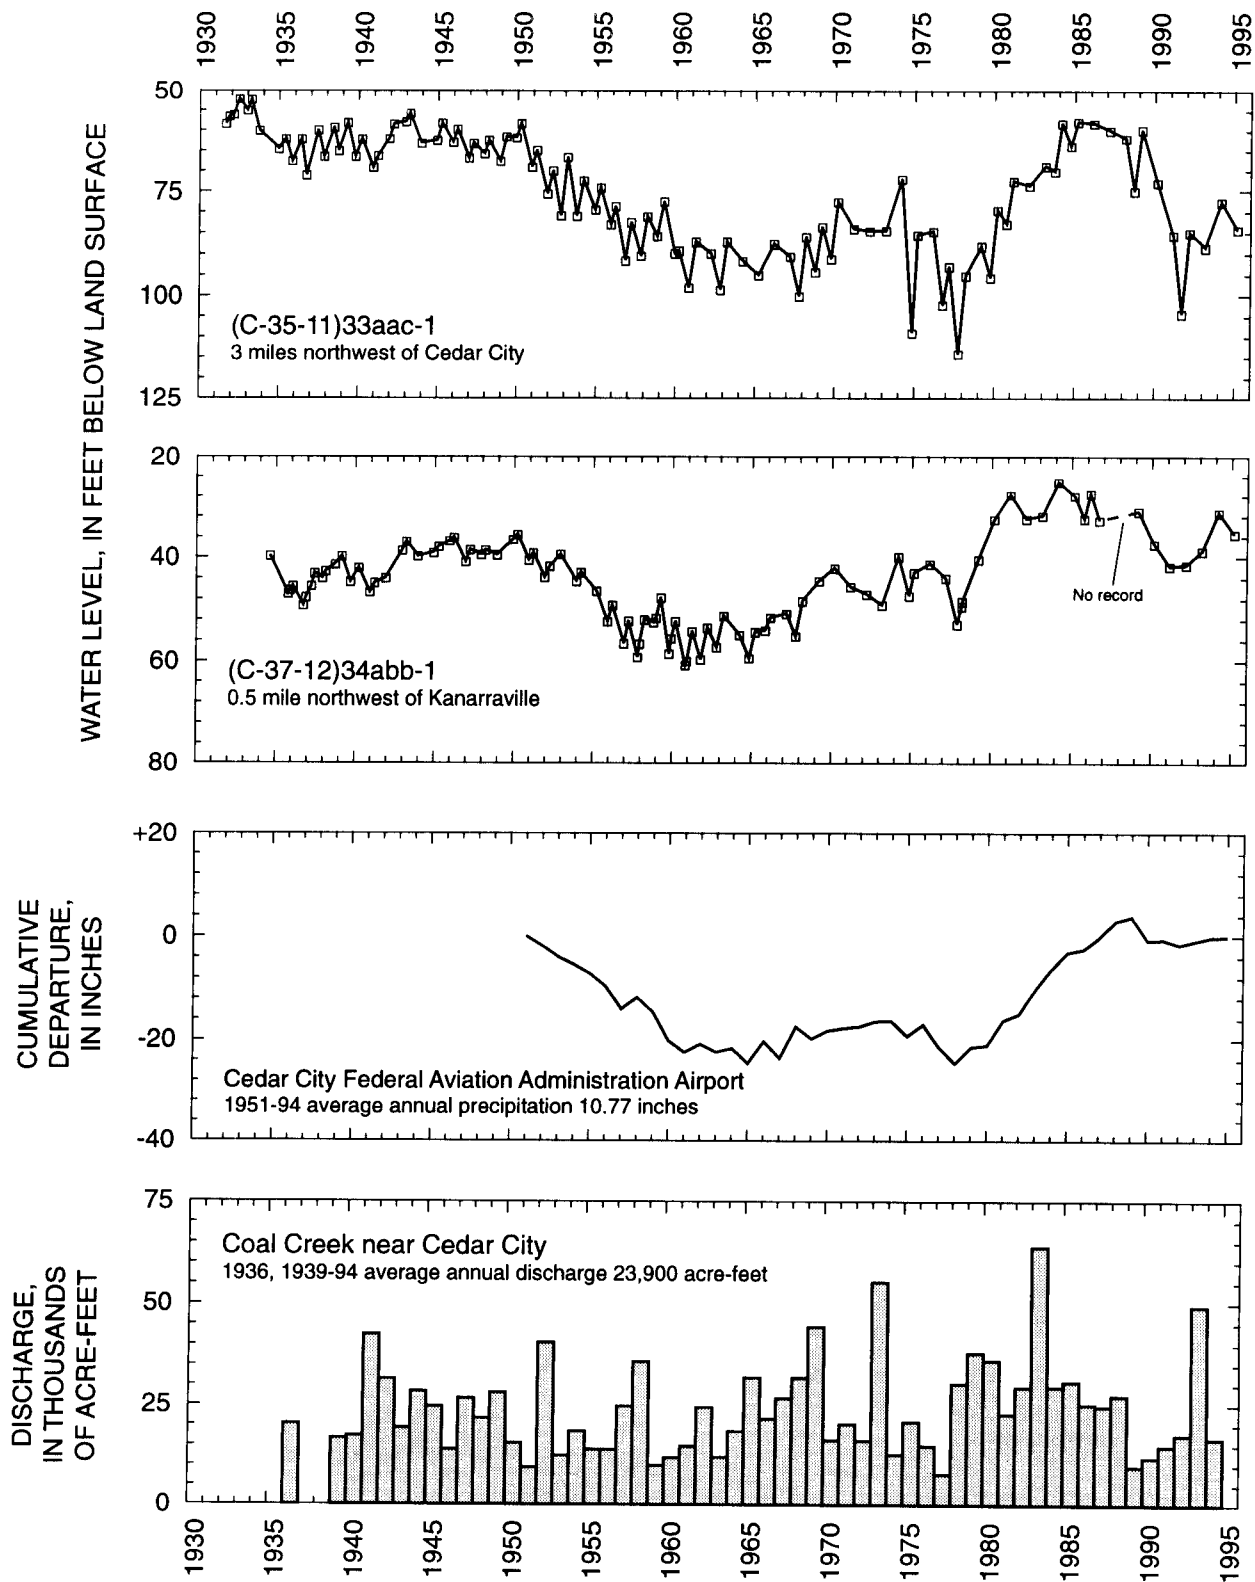 1930 1935 1940 1945 1950 1955 1960 1965 1970 1975 1980 1985 1990 1995
WATER LEVEL, IN FEET BELOW LAND SURFACE
50
75
100
125
(C-35-11)33aac-1
3 miles northwest of Cedar City
20
40
60
80
No record
(C-37-12)34abb-1
0.5 mile northwest of Kanarraville
CUMULATIVE
DEPARTURE,
IN INCHES
+20
0
-20
-40
Cedar City Federal Aviation Administration Airport
1951-94 average annual precipitation 10.77 inches
DISCHARGE,
IN THOUSANDS
OF ACRE-FEET
75
50
25
0
Coal Creek near Cedar City
1936, 1939-94 average annual discharge 23,900 acre-feet
1930 1935 1940 1945 1950 1955 1960 1965 1970 1975 1980 1985 1990 1995